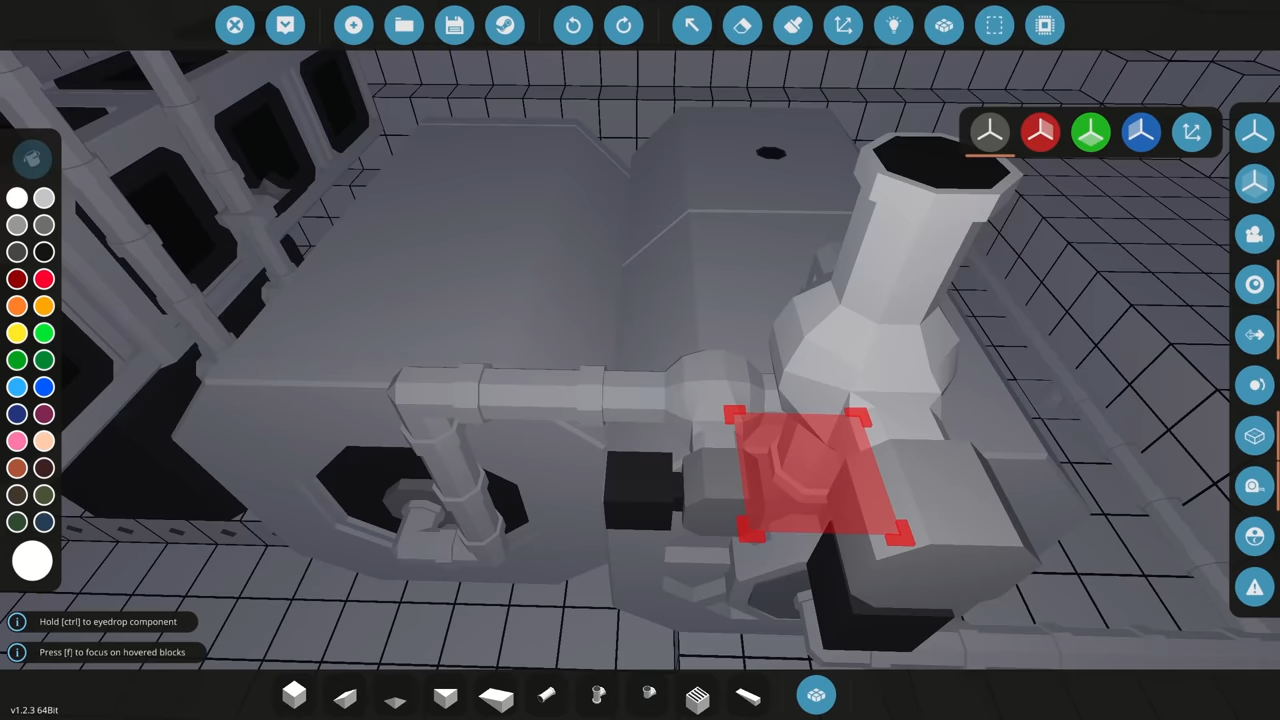 Hold [ctrl] to eyedrop component
Press [f] to focus on hovered blocks
v1.2.3 64Bit